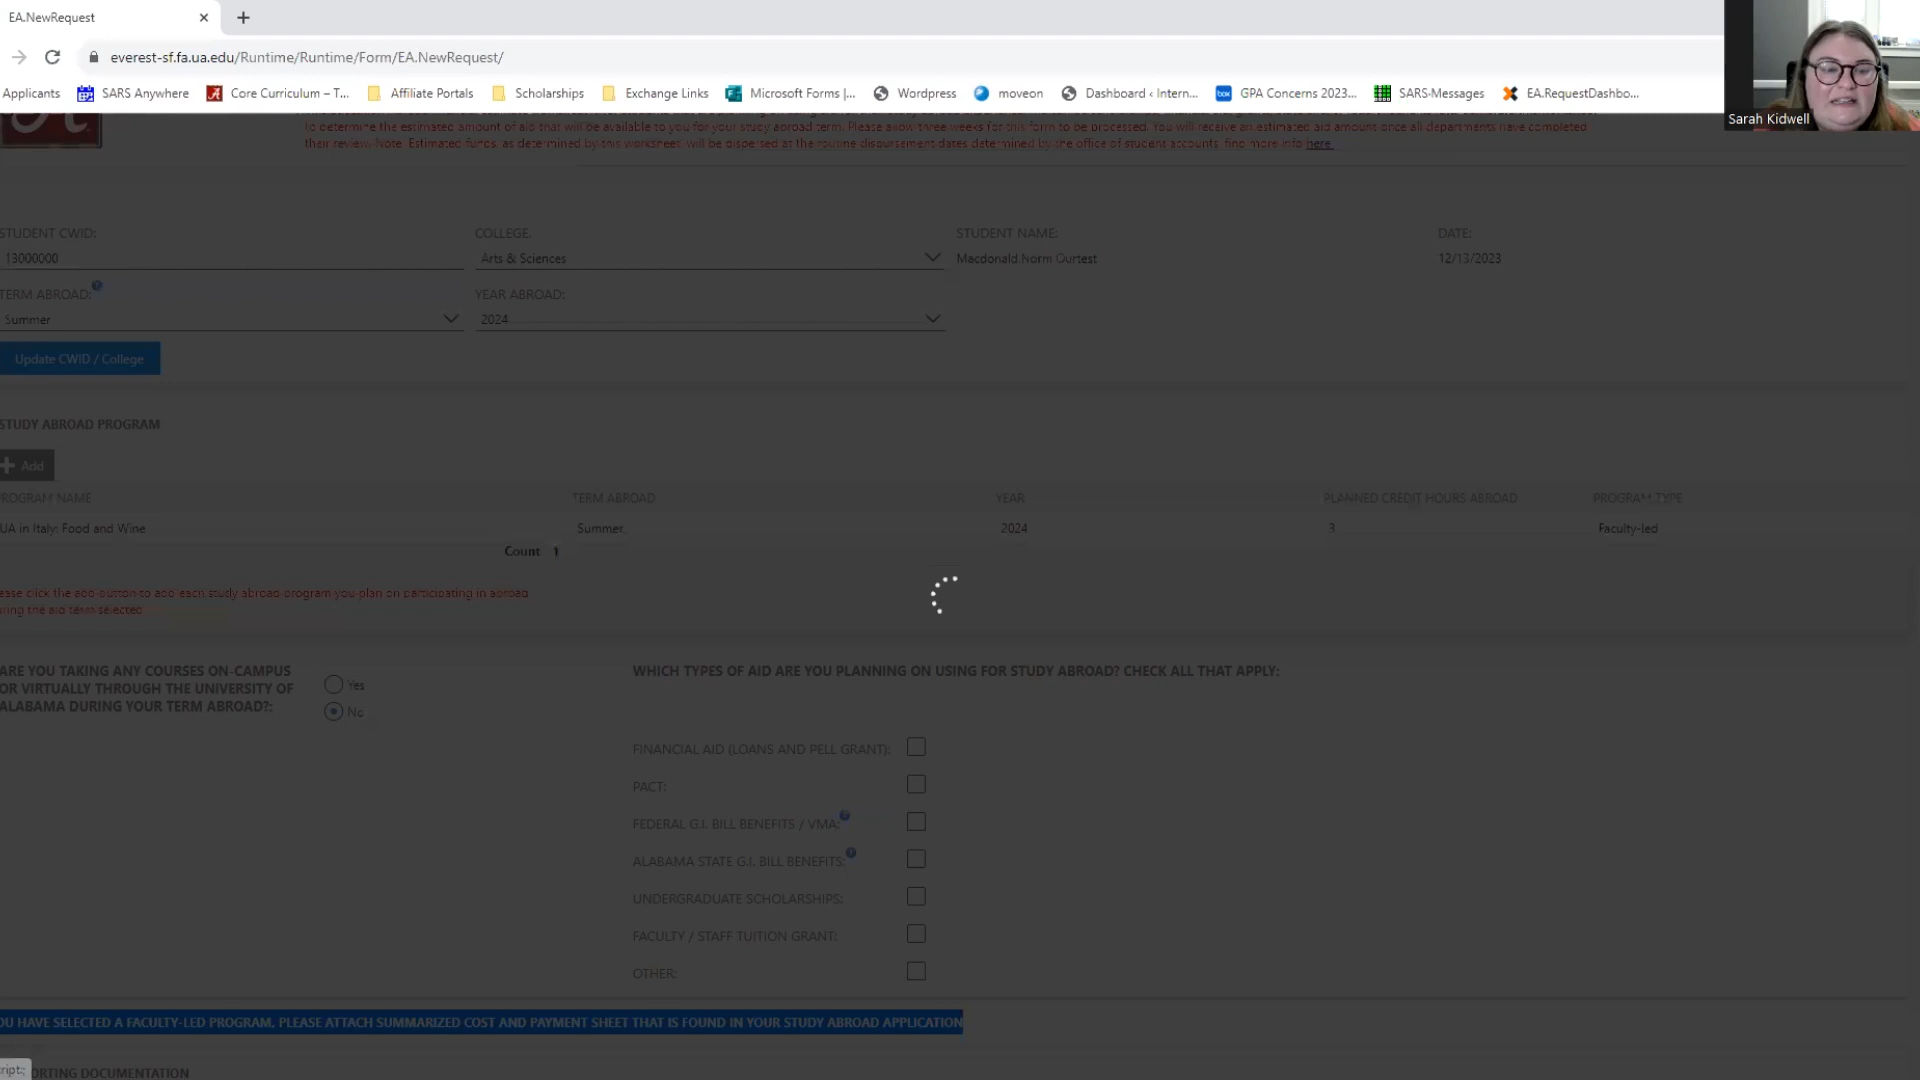 EA.NewRequest
everest-sf.fa.ua.edu/Runtime/Runtime/Form/EA.NewRequest/
Applicants SARS Anywhere Core Curriculum – T... Affiliate Portals Scholarships Exchange Links Microsoft Forms |... Wordpress moveon Dashboard ‹ Intern... GPA Concerns 2023... SARS-Messages EA.RequestDashbo...
Sarah Kidwell
To determine the estimated amount of aid that will be available to you for your study abroad term. Please allow three weeks for this form to be processed. You will receive an estimated aid amount once all departments have completed
their review. Note: Estimated funds, as determined by this worksheet, will be dispersed at the routine disbursement dates determined by the office of student accounts, find more info here
STUDENT CWID: COLLEGE: STUDENT NAME: DATE:
13000000 Arts & Sciences Macdonald,Norm Ourtest 12/13/2023
TERM ABROAD: YEAR ABROAD:
Summer 2024
Update CWID / College
STUDY ABROAD PROGRAM
Add
ROGRAM NAME TERM ABROAD YEAR PLANNED CREDIT HOURS ABROAD PROGRAM TYPE
UA in Italy: Food and Wine Summer 2024 3 Faculty-led
Count 1
ease click the add button to add each study abroad program you plan on participating in abroad
ring the aid term selected
ARE YOU TAKING ANY COURSES ON-CAMPUS
OR VIRTUALLY THROUGH THE UNIVERSITY OF
ALABAMA DURING YOUR TERM ABROAD?:
Yes
No
WHICH TYPES OF AID ARE YOU PLANNING ON USING FOR STUDY ABROAD? CHECK ALL THAT APPLY:
FINANCIAL AID (LOANS AND PELL GRANT):
PACT:
FEDERAL G.I. BILL BENEFITS / VMA:
ALABAMA STATE G.I. BILL BENEFITS:
UNDERGRADUATE SCHOLARSHIPS:
FACULTY / STAFF TUITION GRANT:
OTHER:
OU HAVE SELECTED A FACULTY-LED PROGRAM, PLEASE ATTACH SUMMARIZED COST AND PAYMENT SHEET THAT IS FOUND IN YOUR STUDY ABROAD APPLICATION
ORTING DOCUMENTATION